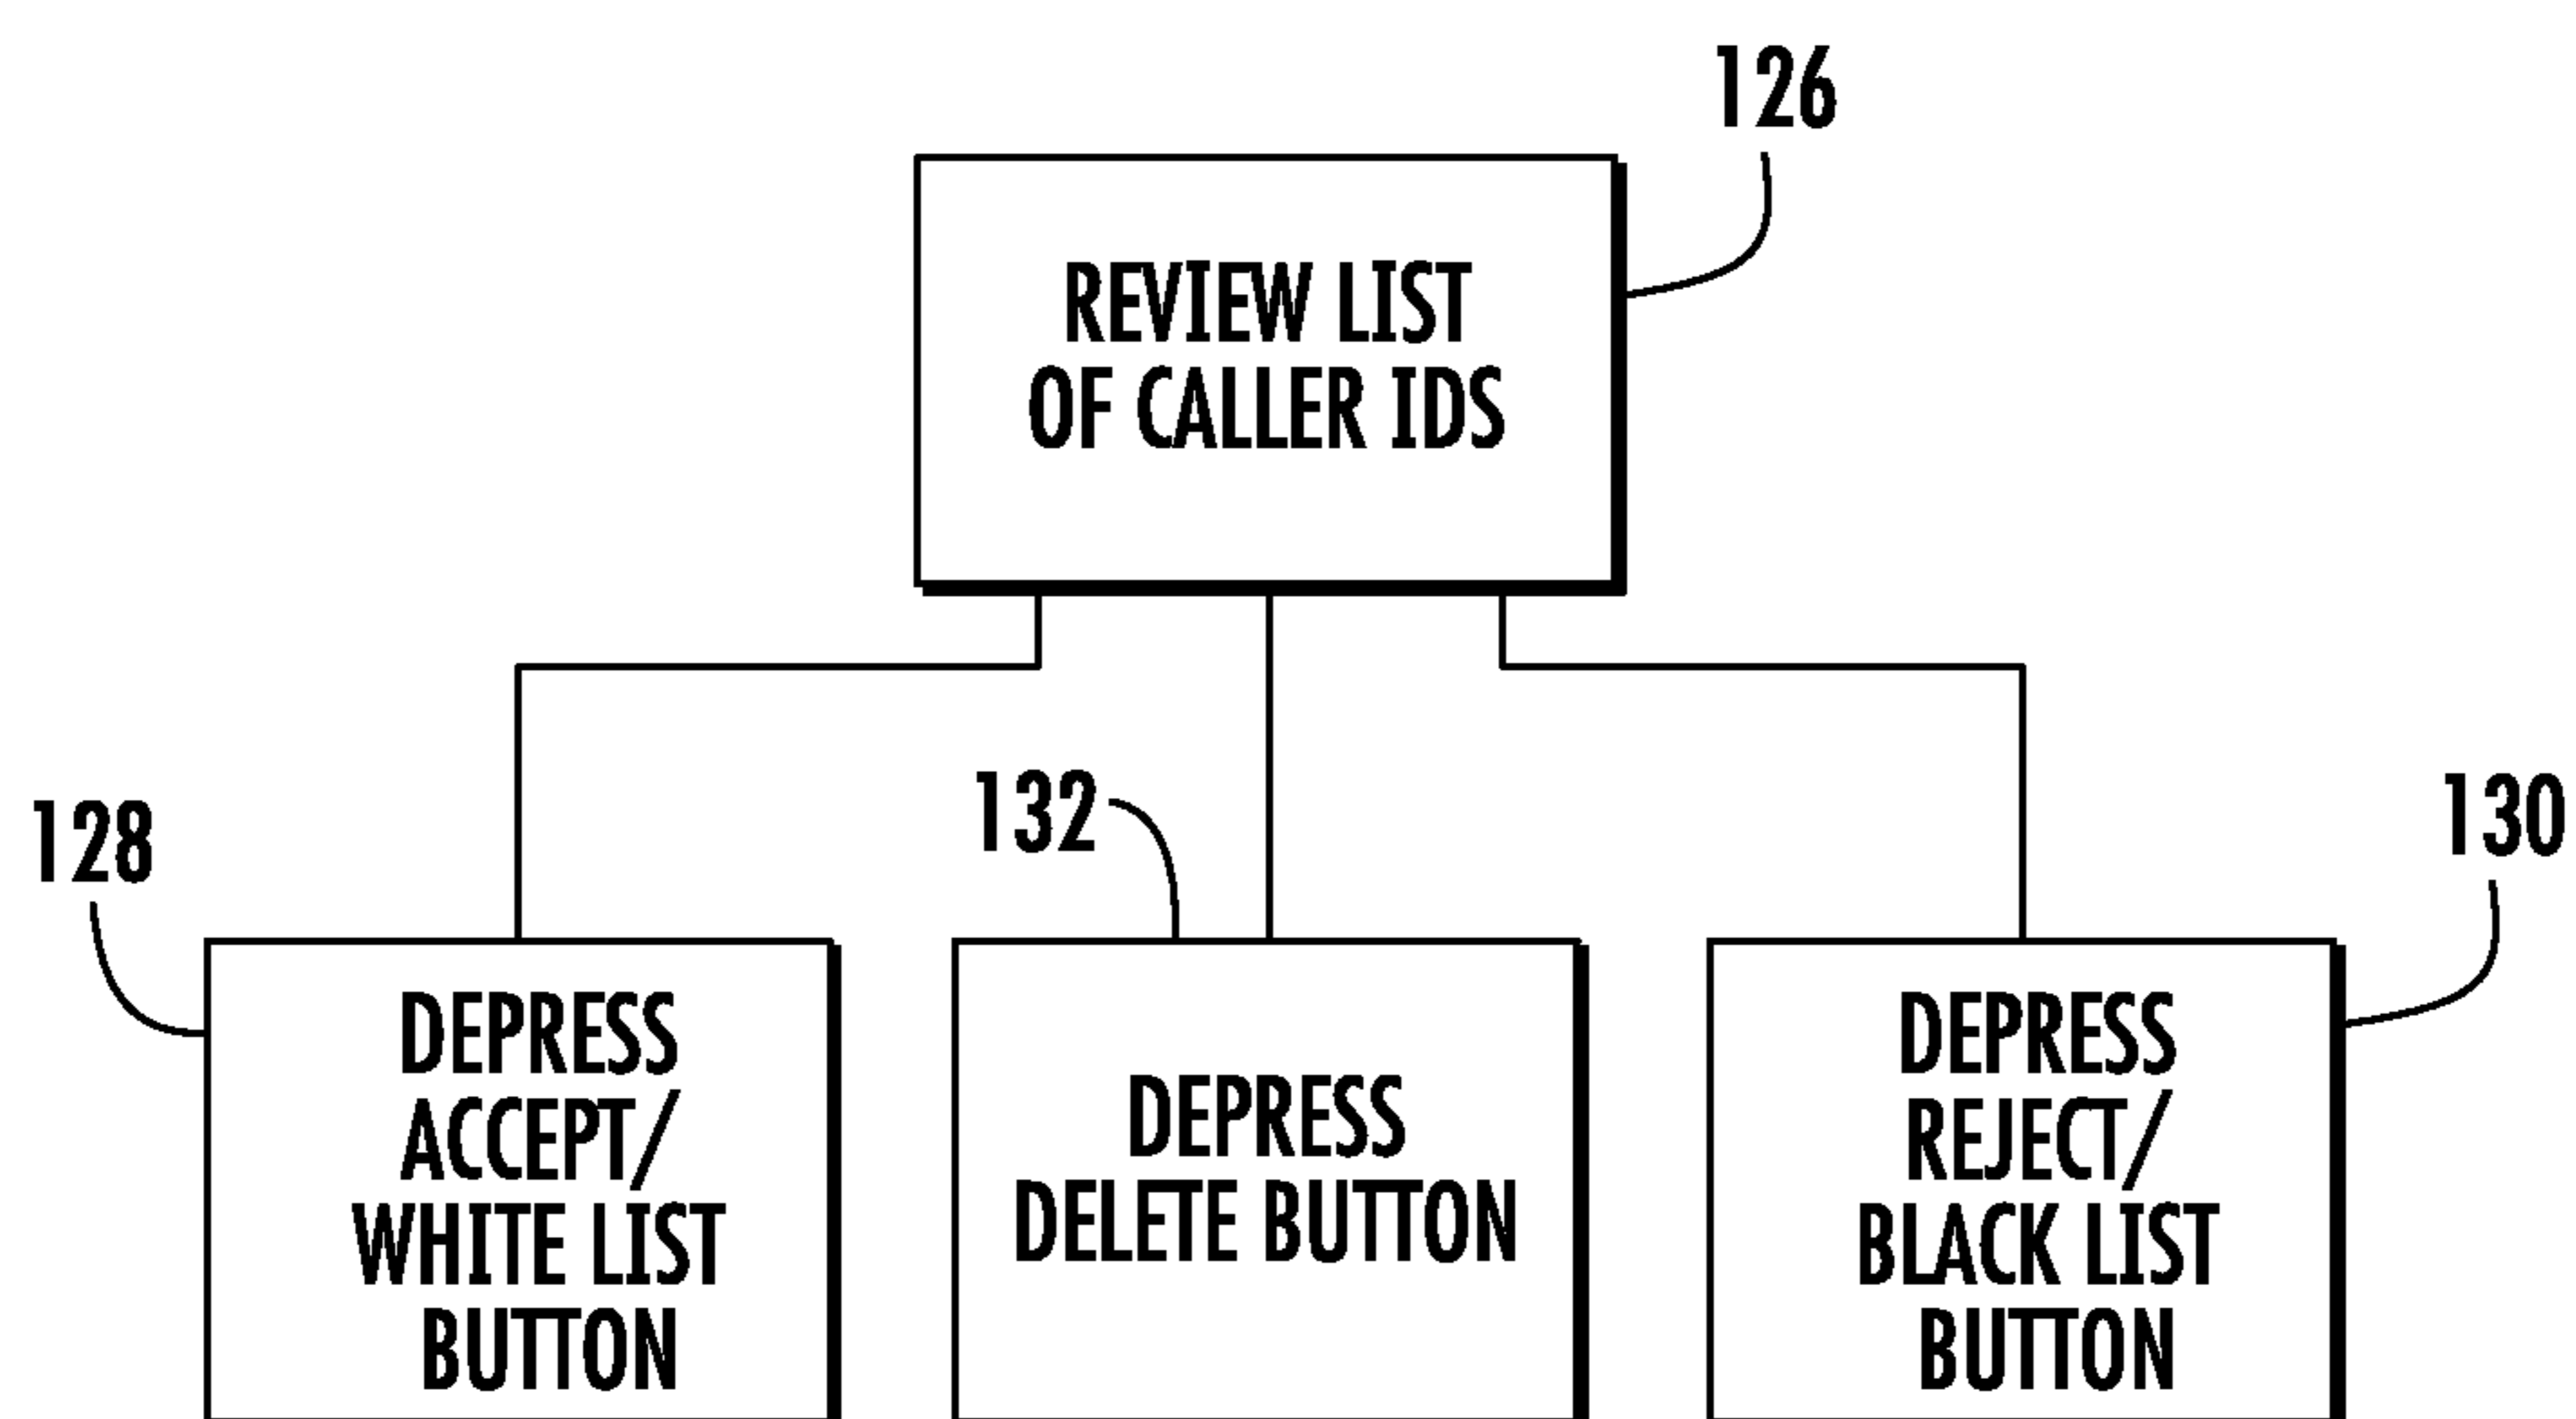 126
REVIEW LIST
OF CALLER IDS
128
132
130
DEPRESS
ACCEPT/
WHITE LIST
BUTTON
DEPRESS
DELETE BUTTON
DEPRESS
REJECT/
BLACK LIST
BUTTON